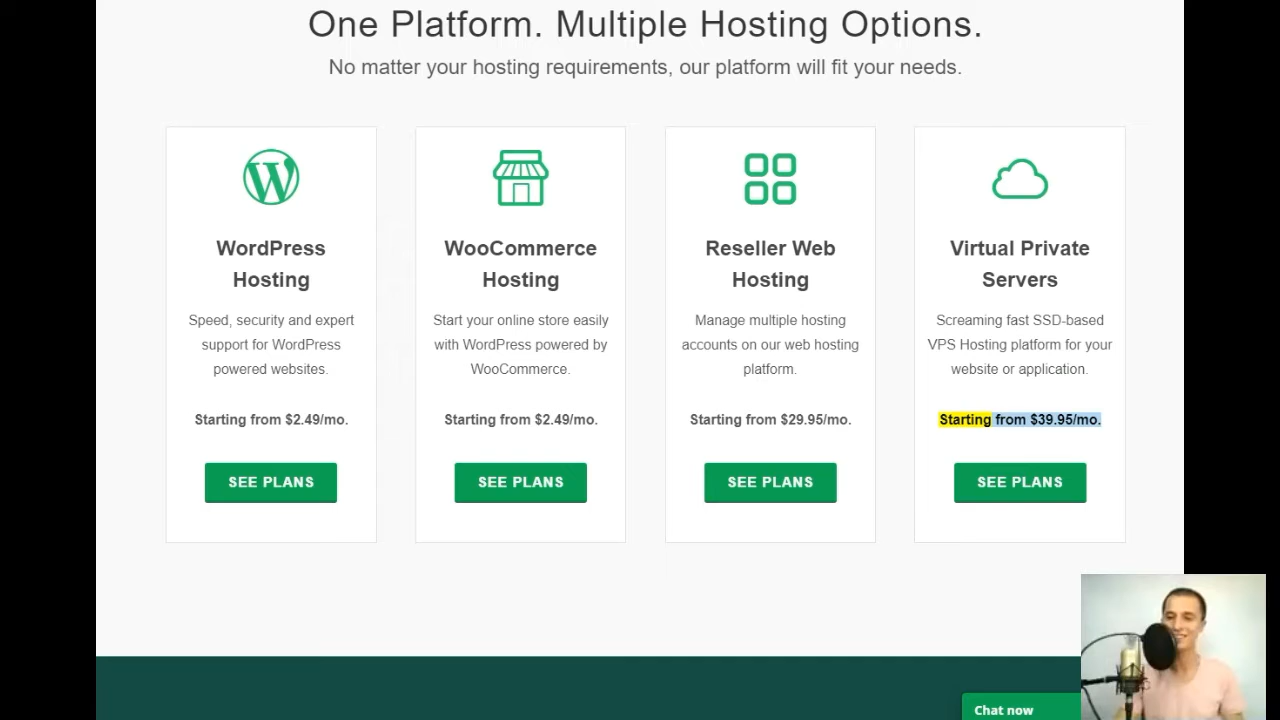 One Platform. Multiple Hosting Options.
No matter your hosting requirements, our platform will fit your needs.
WordPress
Hosting
Speed, security and expert
support for WordPress
powered websites.
Starting from $2.49/mo.
SEE PLANS
WooCommerce
Hosting
Start your online store easily
with WordPress powered by
WooCommerce.
Starting from $2.49/mo.
SEE PLANS
Reseller Web
Hosting
Manage multiple hosting
accounts on our web hosting
platform.
Starting from $29.95/mo.
SEE PLANS
Virtual Private
Servers
Screaming fast SSD-based
VPS Hosting platform for your
website or application.
Starting from $39.95/mo.
SEE PLANS
Chat now